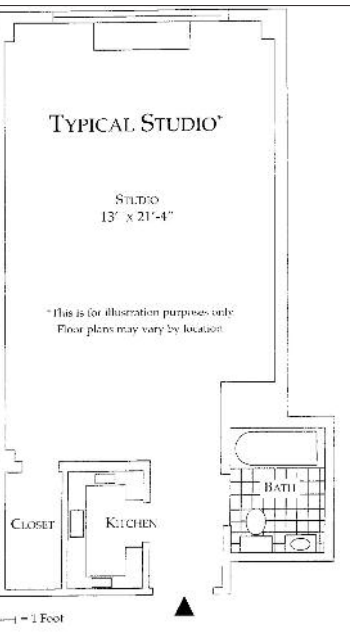 TYPICAL STUDIO*
STUDIO
13' x 21'-4"
*This is for illustration purposes only
Floor plans may vary by location
BATH
CLOSET
KITCHEN
= 1 Foot